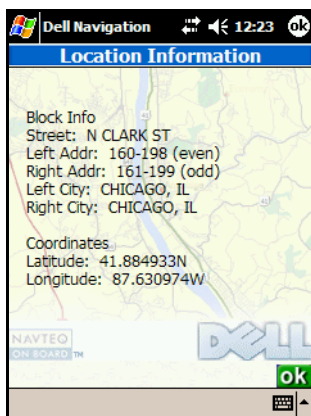 Dell Navigation 12:23 ok
Location Information
Block Info
Street: N CLARK ST
Left Addr: 160-198 (even)
Right Addr: 161-199 (odd)
Left City: CHICAGO, IL
Right City: CHICAGO, IL
Coordinates
Latitude: 41.884933N
Longitude: 87.630974W
NAVTEQ
ON BOARD TM
DELL
ok